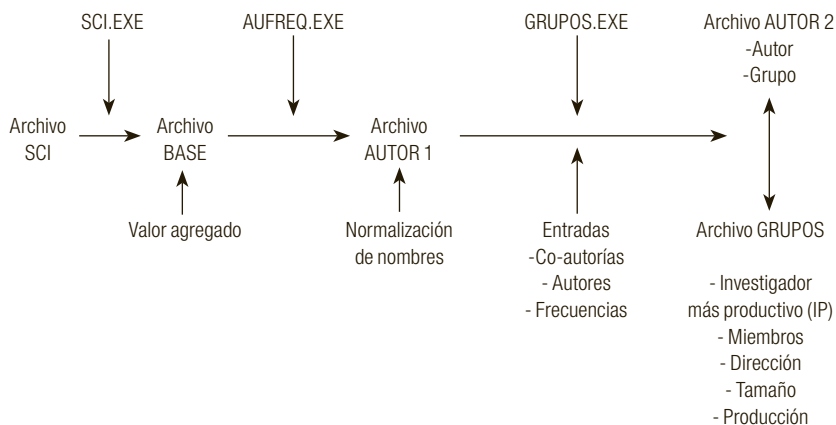 SCI.EXE
AUFREQ.EXE
GRUPOS.EXE
Archivo AUTOR 2
-Autor
-Grupo
Archivo
SCI
Archivo
BASE
Archivo
AUTOR 1
Valor agregado
Normalización
de nombres
Entradas
-Co-autorías
- Autores
- Frecuencias
Archivo GRUPOS
- Investigador
más productivo (IP)
- Miembros
- Dirección
- Tamaño
- Producción